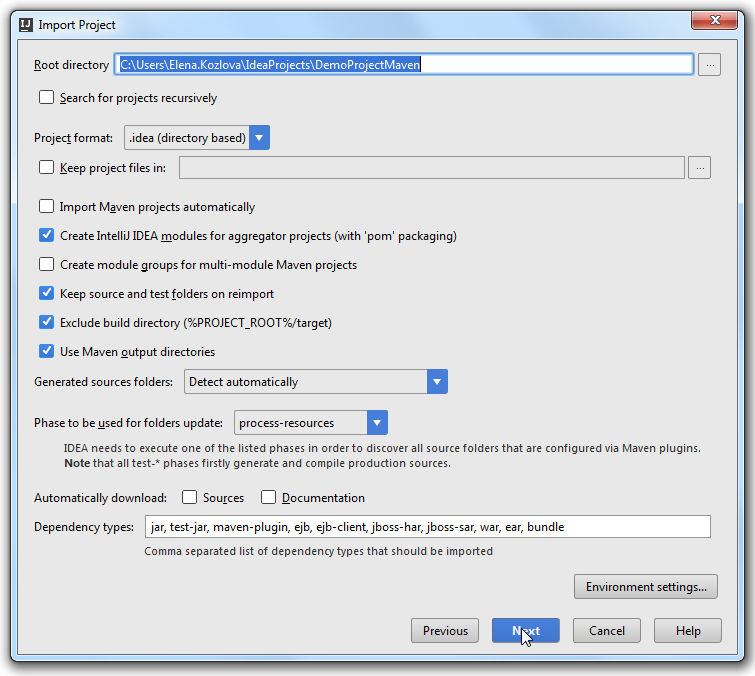 IJ Import Project
Root directory C:\Users\Elena.Kozlova\IdeaProjects\DemoProjectMaven ...
Search for projects recursively
Project format: .idea (directory based)
Keep project files in: ...
Import Maven projects automatically
Create IntelliJ IDEA modules for aggregator projects (with 'pom' packaging)
Create module groups for multi-module Maven projects
Keep source and test folders on reimport
Exclude build directory (%PROJECT_ROOT%/target)
Use Maven output directories
Generated sources folders: Detect automatically
Phase to be used for folders update: process-resources
IDEA needs to execute one of the listed phases in order to discover all source folders that are configured via Maven plugins.
Note that all test-* phases firstly generate and compile production sources.
Automatically download: Sources Documentation
Dependency types: jar, test-jar, maven-plugin, ejb, ejb-client, jboss-har, jboss-sar, war, ear, bundle
Comma separated list of dependency types that should be imported
Environment settings...
Previous Next Cancel Help